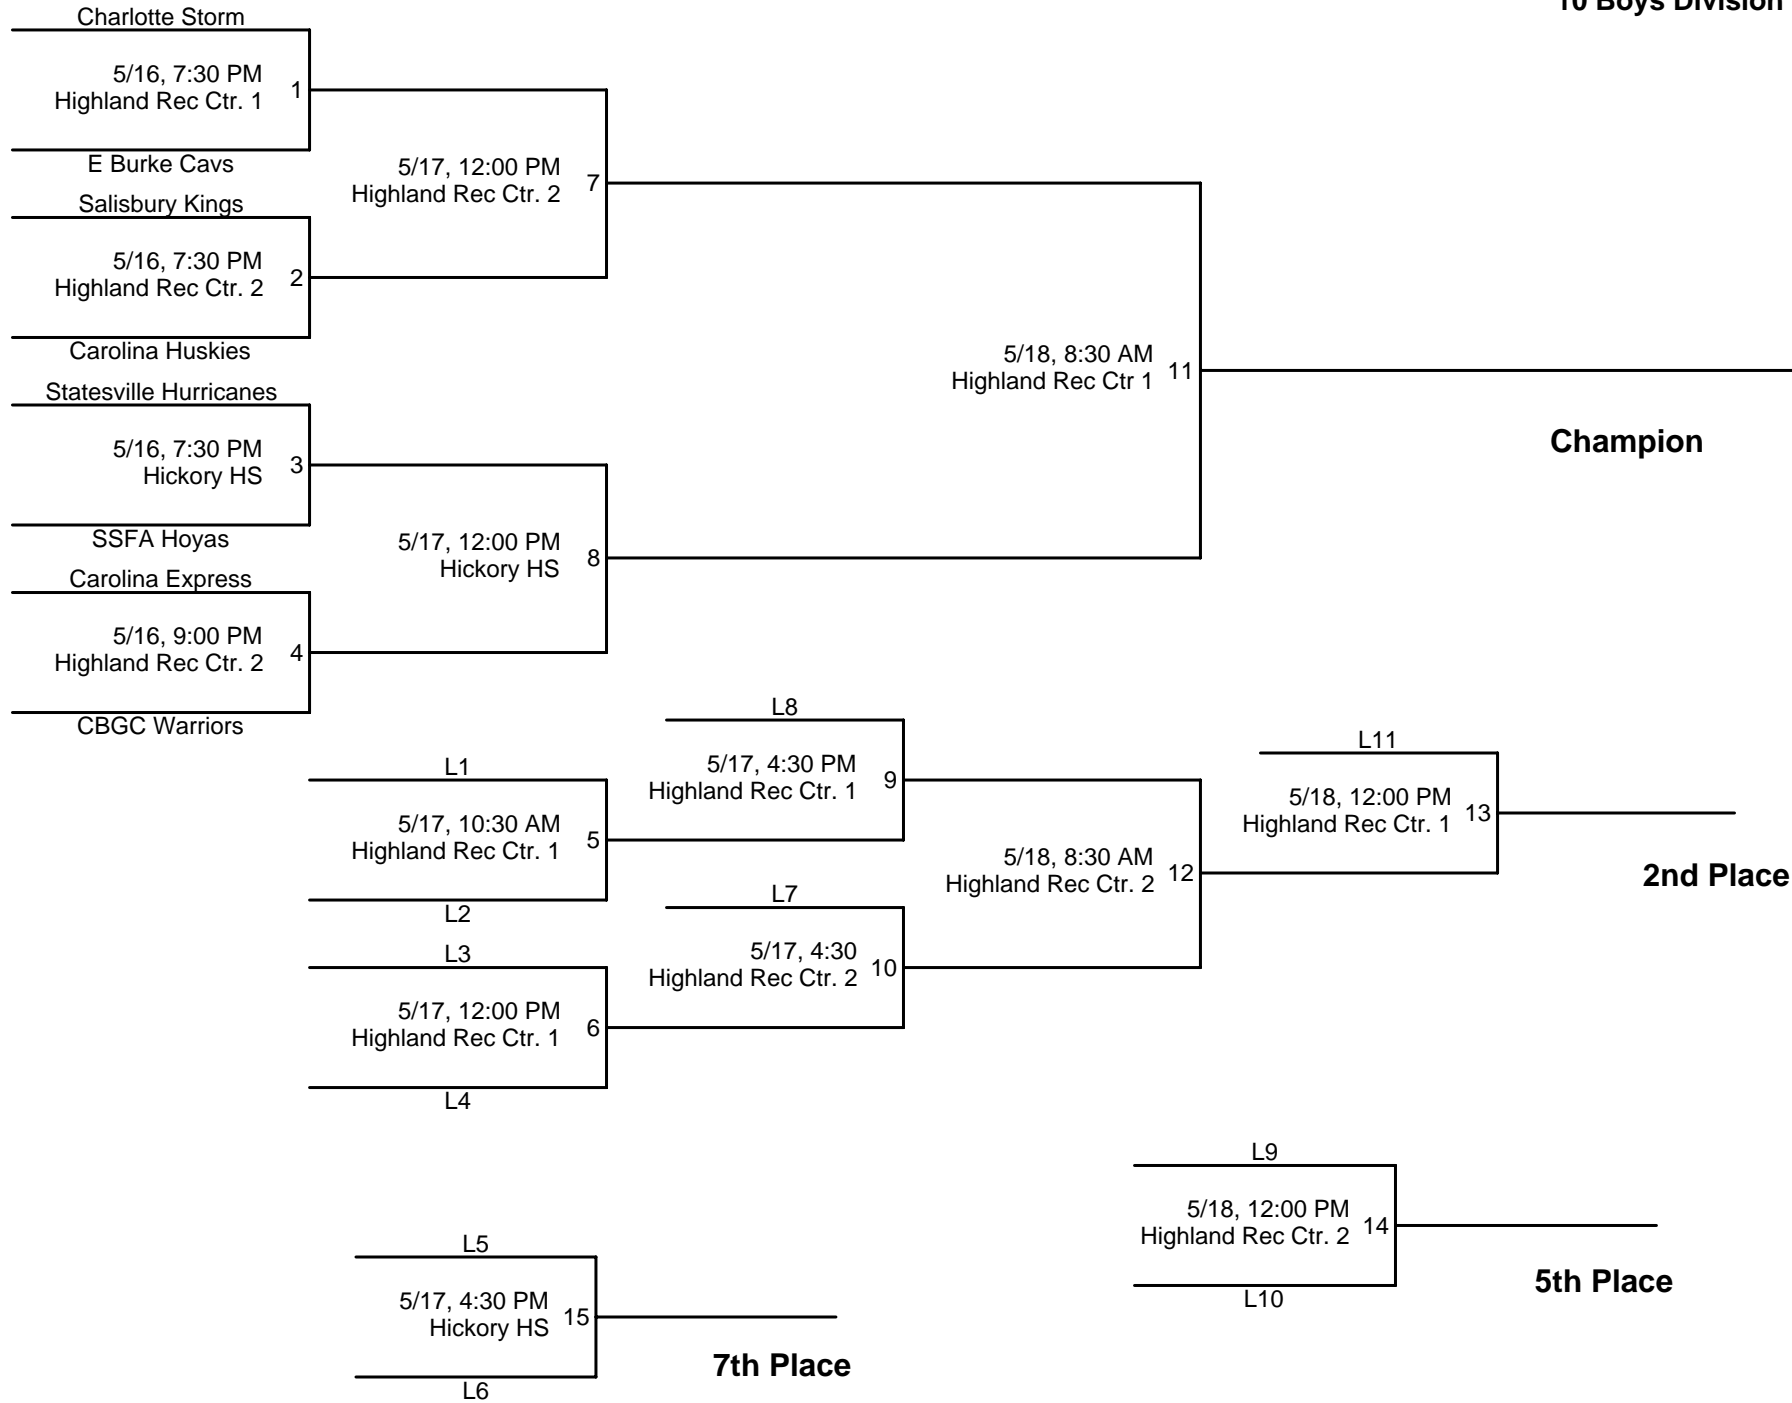 10 Boys Division
Charlotte Storm
5/16, 7:30 PM
Highland Rec Ctr. 1
1
E Burke Cavs
Salisbury Kings
5/16, 7:30 PM
Highland Rec Ctr. 2
2
Carolina Huskies
5/17, 12:00 PM
Highland Rec Ctr. 2
7
Statesville Hurricanes
5/16, 7:30 PM
Hickory HS
3
SSFA Hoyas
Carolina Express
5/16, 9:00 PM
Highland Rec Ctr. 2
4
CBGC Warriors
5/17, 12:00 PM
Hickory HS
8
5/18, 8:30 AM
Highland Rec Ctr 1
11
Champion
L1
5/17, 10:30 AM
Highland Rec Ctr. 1
5
L2
L3
5/17, 12:00 PM
Highland Rec Ctr. 1
6
L4
L8
5/17, 4:30 PM
Highland Rec Ctr. 1
9
L7
5/17, 4:30
Highland Rec Ctr. 2
10
5/18, 8:30 AM
Highland Rec Ctr. 2
12
L11
5/18, 12:00 PM
Highland Rec Ctr. 1
13
2nd Place
L9
5/18, 12:00 PM
Highland Rec Ctr. 2
14
L10
5th Place
L5
5/17, 4:30 PM
Hickory HS
15
L6
7th Place